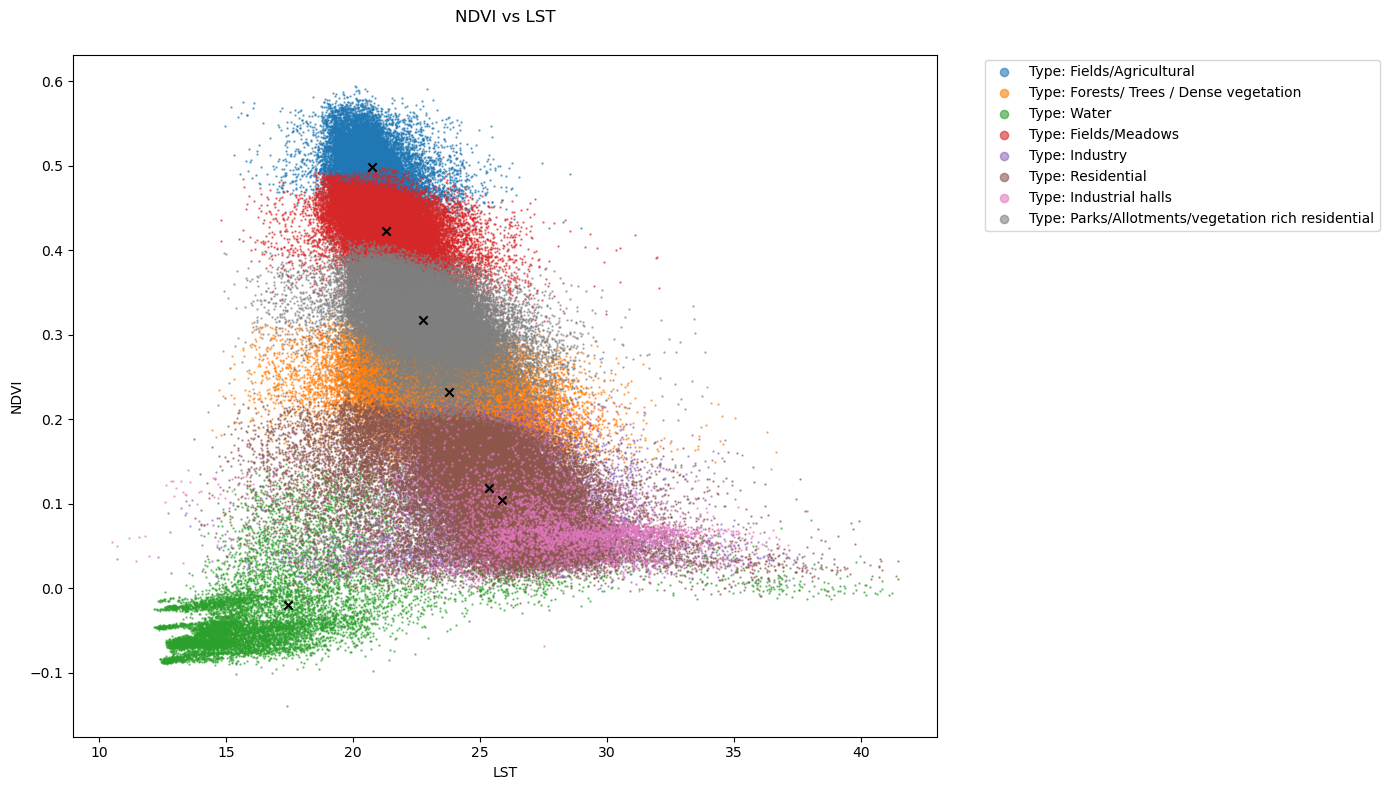 NDVI vs LST
0.6
0.5
0.4
0.3
0.2
0.1
0.0
−0.1
NDVI
10
15
20
25
30
35
40
LST
Type: Fields/Agricultural
Type: Forests/ Trees / Dense vegetation
Type: Water
Type: Fields/Meadows
Type: Industry
Type: Residential
Type: Industrial halls
Type: Parks/Allotments/vegetation rich residential